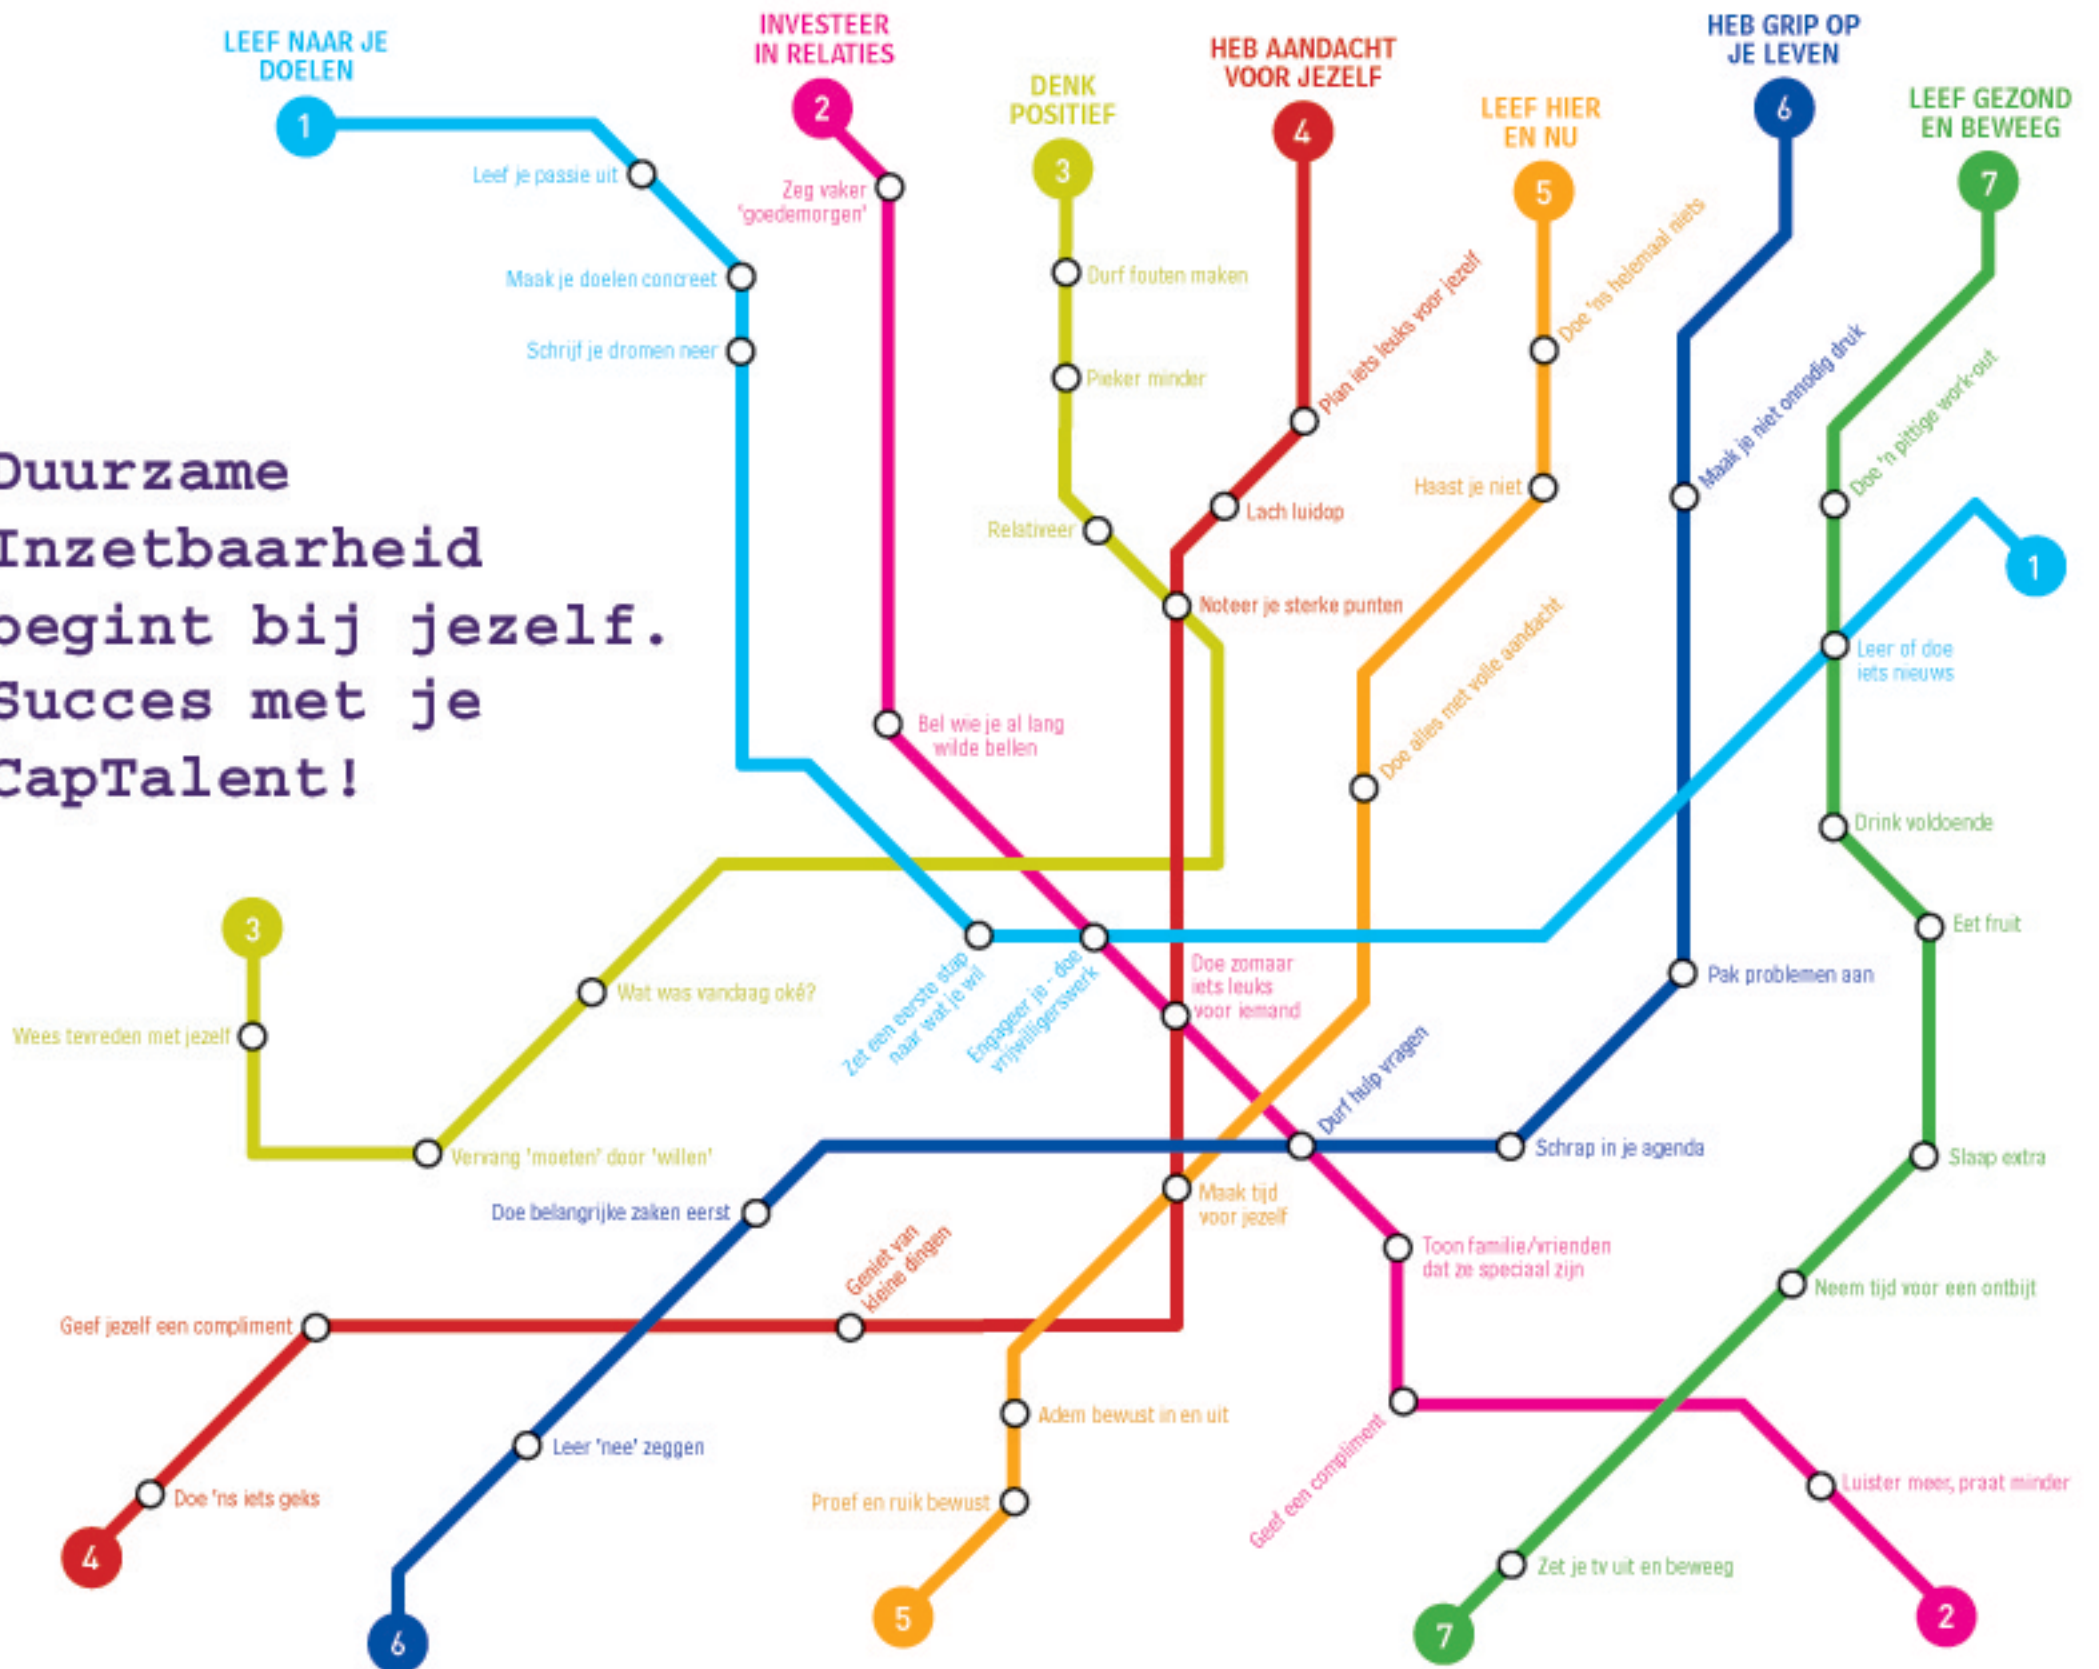 LEEF NAAR JE
DOELEN
1
INVESTEER
IN RELATIES
2
DENK
POSITIEF
3
HEB AANDACHT
VOOR JEZELF
4
LEEF HIER
EN NU
5
HEB GRIP OP
JE LEVEN
6
LEEF GEZOND
EN BEWEEG
7
Leef je passie uit
Zeg vaker
'goedemorgen'
Maak je doelen concreet
Durf fouten maken
Plan iets leuks voor jezelf
Doe 'ns helemaal niets
Maak je niet onnodig druk
Doe 'n pittige work-out
Schrijf je dromen neer
Pieker minder
Haast je niet
Lach luidop
Relativeer
Noteer je sterke punten
Duurzame
Inzetbaarheid
begint bij jezelf.
Succes met je
CapTalent!
1
Leer of doe
iets nieuws
Doe alles met volle aandacht
Bel wie je al lang
wilde bellen
Drink voldoende
Eet fruit
3
Wat was vandaag oké?
Wees tevreden met jezelf
Zet een eerste stap
naar wat je wil
Engageer je - doe
vrijwilligerswerk
Doe zomaar
iets leuks
voor iemand
Pak problemen aan
Durf hulp vragen
Schrap in je agenda
Vervang 'moeten' door 'willen'
Slaap extra
Doe belangrijke zaken eerst
Maak tijd
voor jezelf
Toon familie/vrienden
dat ze speciaal zijn
Neem tijd voor een ontbijt
Geniet van
kleine dingen
Geef jezelf een compliment
Adem bewust in en uit
Geef een compliment
Leer 'nee' zeggen
Luister meer, praat minder
Doe 'ns iets geks
Proef en ruik bewust
Zet je tv uit en beweeg
4
6
5
7
2